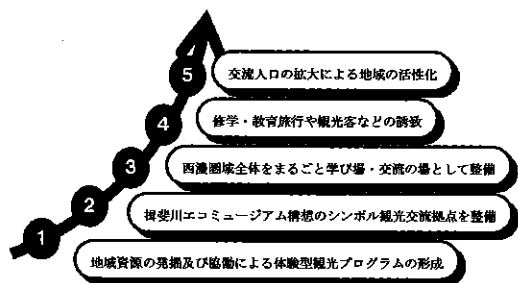 5 交流人口の拡大による地域の活性化
4 修学・教育旅行や観光客などの誘致
3 西濃圏域全体をまるごと学び場・交流の場として整備
2 揖斐川エコミュージアム構想のシンボル観光交流拠点を整備
1 地域資源の発掘及び協働による体験型観光プログラムの形成